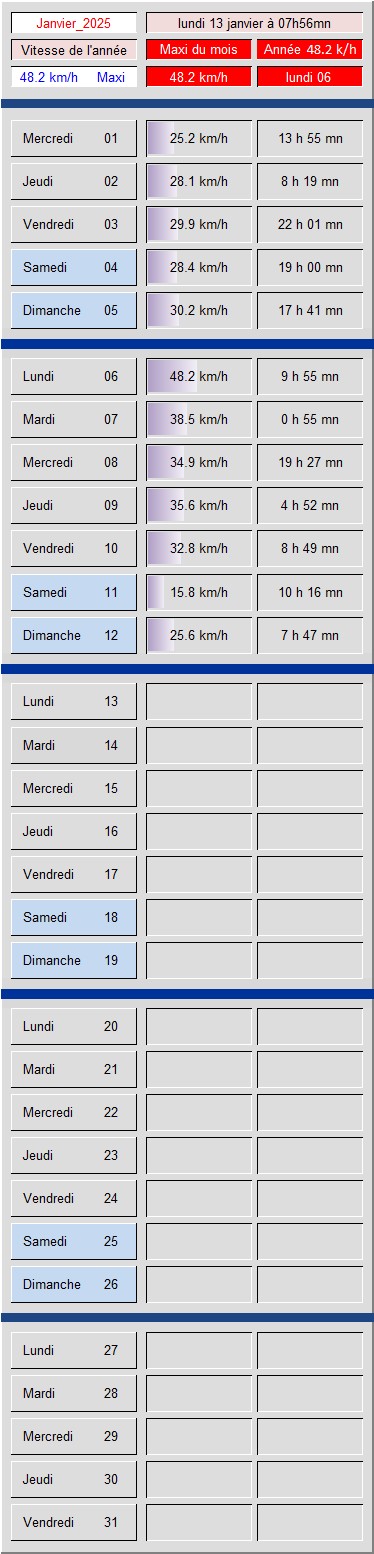 Janvier_2025 lundi 13 janvier à 07h56mn
Vitesse de l'année Maxi du mois Année 48.2 k/h
48.2 km/h Maxi 48.2 km/h lundi 06
Mercredi 01 25.2 km/h 13 h 55 mn
Jeudi 02 28.1 km/h 8 h 19 mn
Vendredi 03 29.9 km/h 22 h 01 mn
Samedi 04 28.4 km/h 19 h 00 mn
Dimanche 05 30.2 km/h 17 h 41 mn
Lundi 06 48.2 km/h 9 h 55 mn
Mardi 07 38.5 km/h 0 h 55 mn
Mercredi 08 34.9 km/h 19 h 27 mn
Jeudi 09 35.6 km/h 4 h 52 mn
Vendredi 10 32.8 km/h 8 h 49 mn
Samedi 11 15.8 km/h 10 h 16 mn
Dimanche 12 25.6 km/h 7 h 47 mn
Lundi 13
Mardi 14
Mercredi 15
Jeudi 16
Vendredi 17
Samedi 18
Dimanche 19
Lundi 20
Mardi 21
Mercredi 22
Jeudi 23
Vendredi 24
Samedi 25
Dimanche 26
Lundi 27
Mardi 28
Mercredi 29
Jeudi 30
Vendredi 31